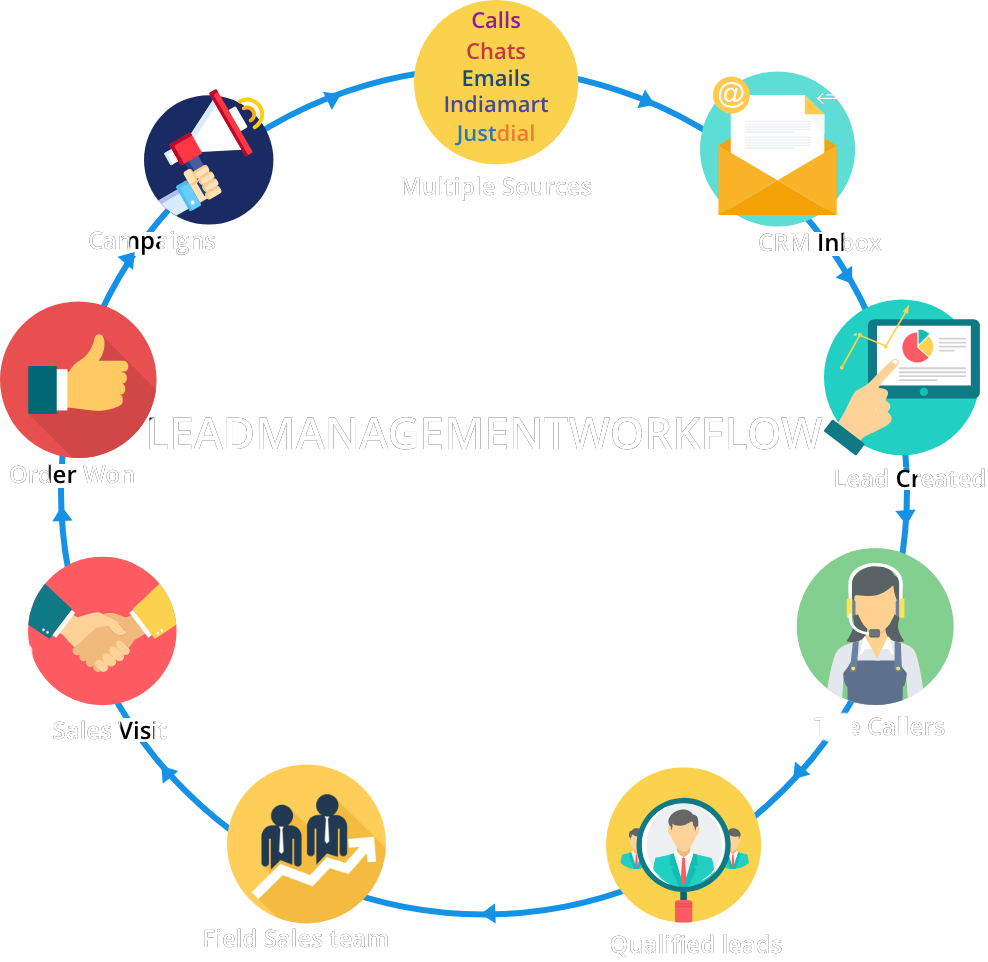 Calls
Chats
Emails
Indiamart
Justdial
Multiple Sources
@
CRM Inbox
Campaigns
LEADMANAGEMENTWORKFLOW
Order Won
Lead Created
Sales Visit
Callers
Field Sales team
Qualified leads